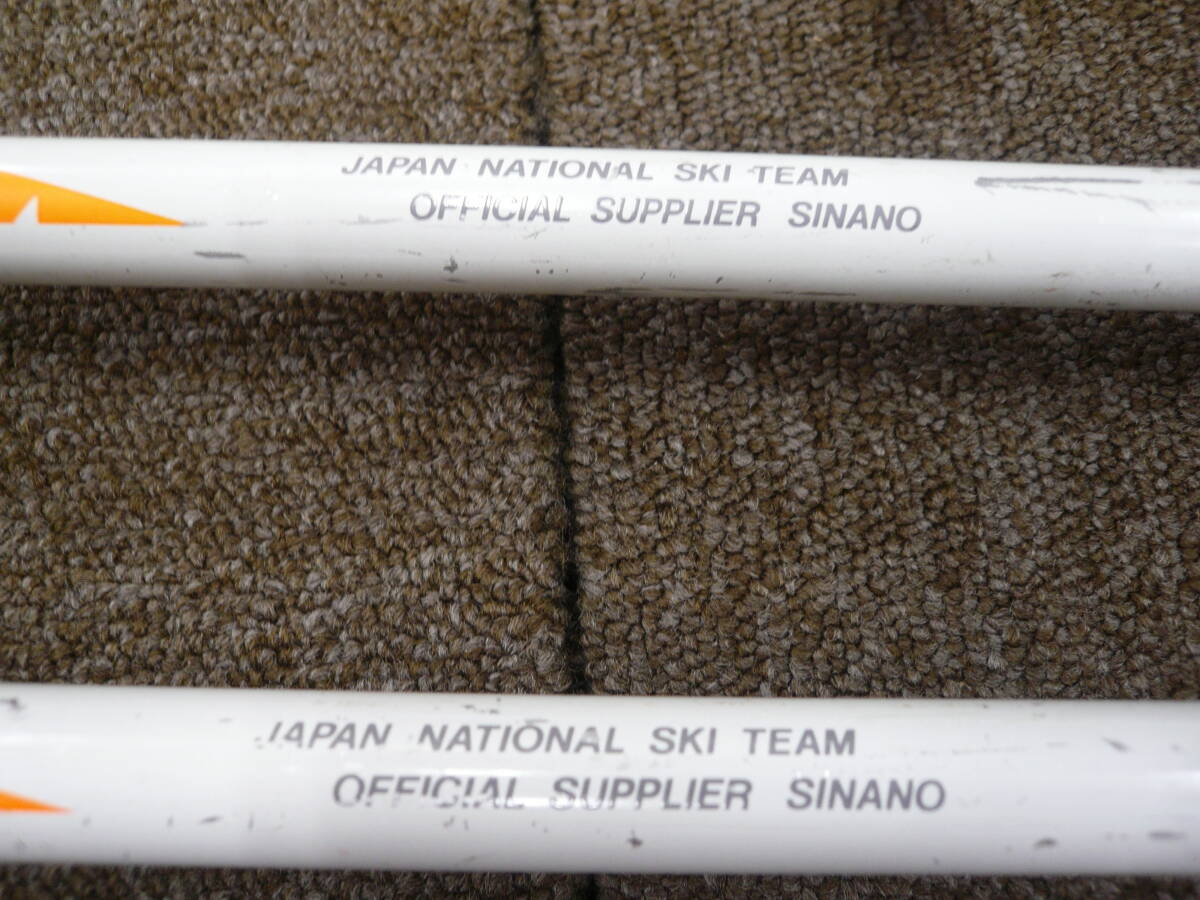 JAPAN NATIONAL SKI TEAM
OFFICIAL SUPPLIER SINANO
JAPAN NATIONAL SKI TEAM
OFFICIAL SUPPLIER SINANO